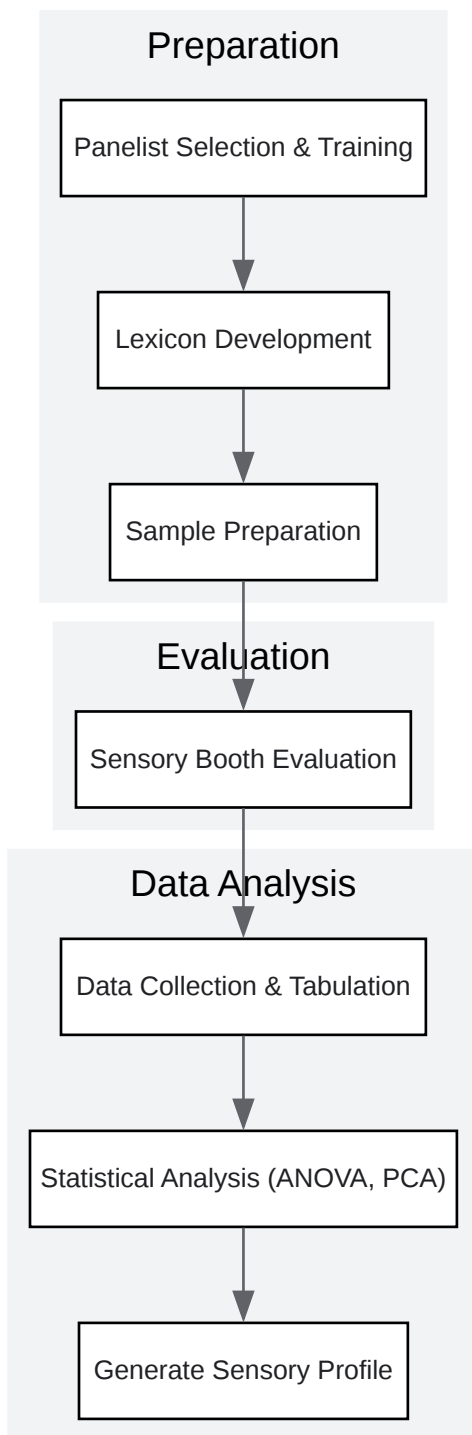 Preparation
Panelist Selection & Training
Lexicon Development
Sample Preparation
Evaluation
Sensory Booth Evaluation
Data Analysis
Data Collection & Tabulation
Statistical Analysis (ANOVA, PCA)
Generate Sensory Profile